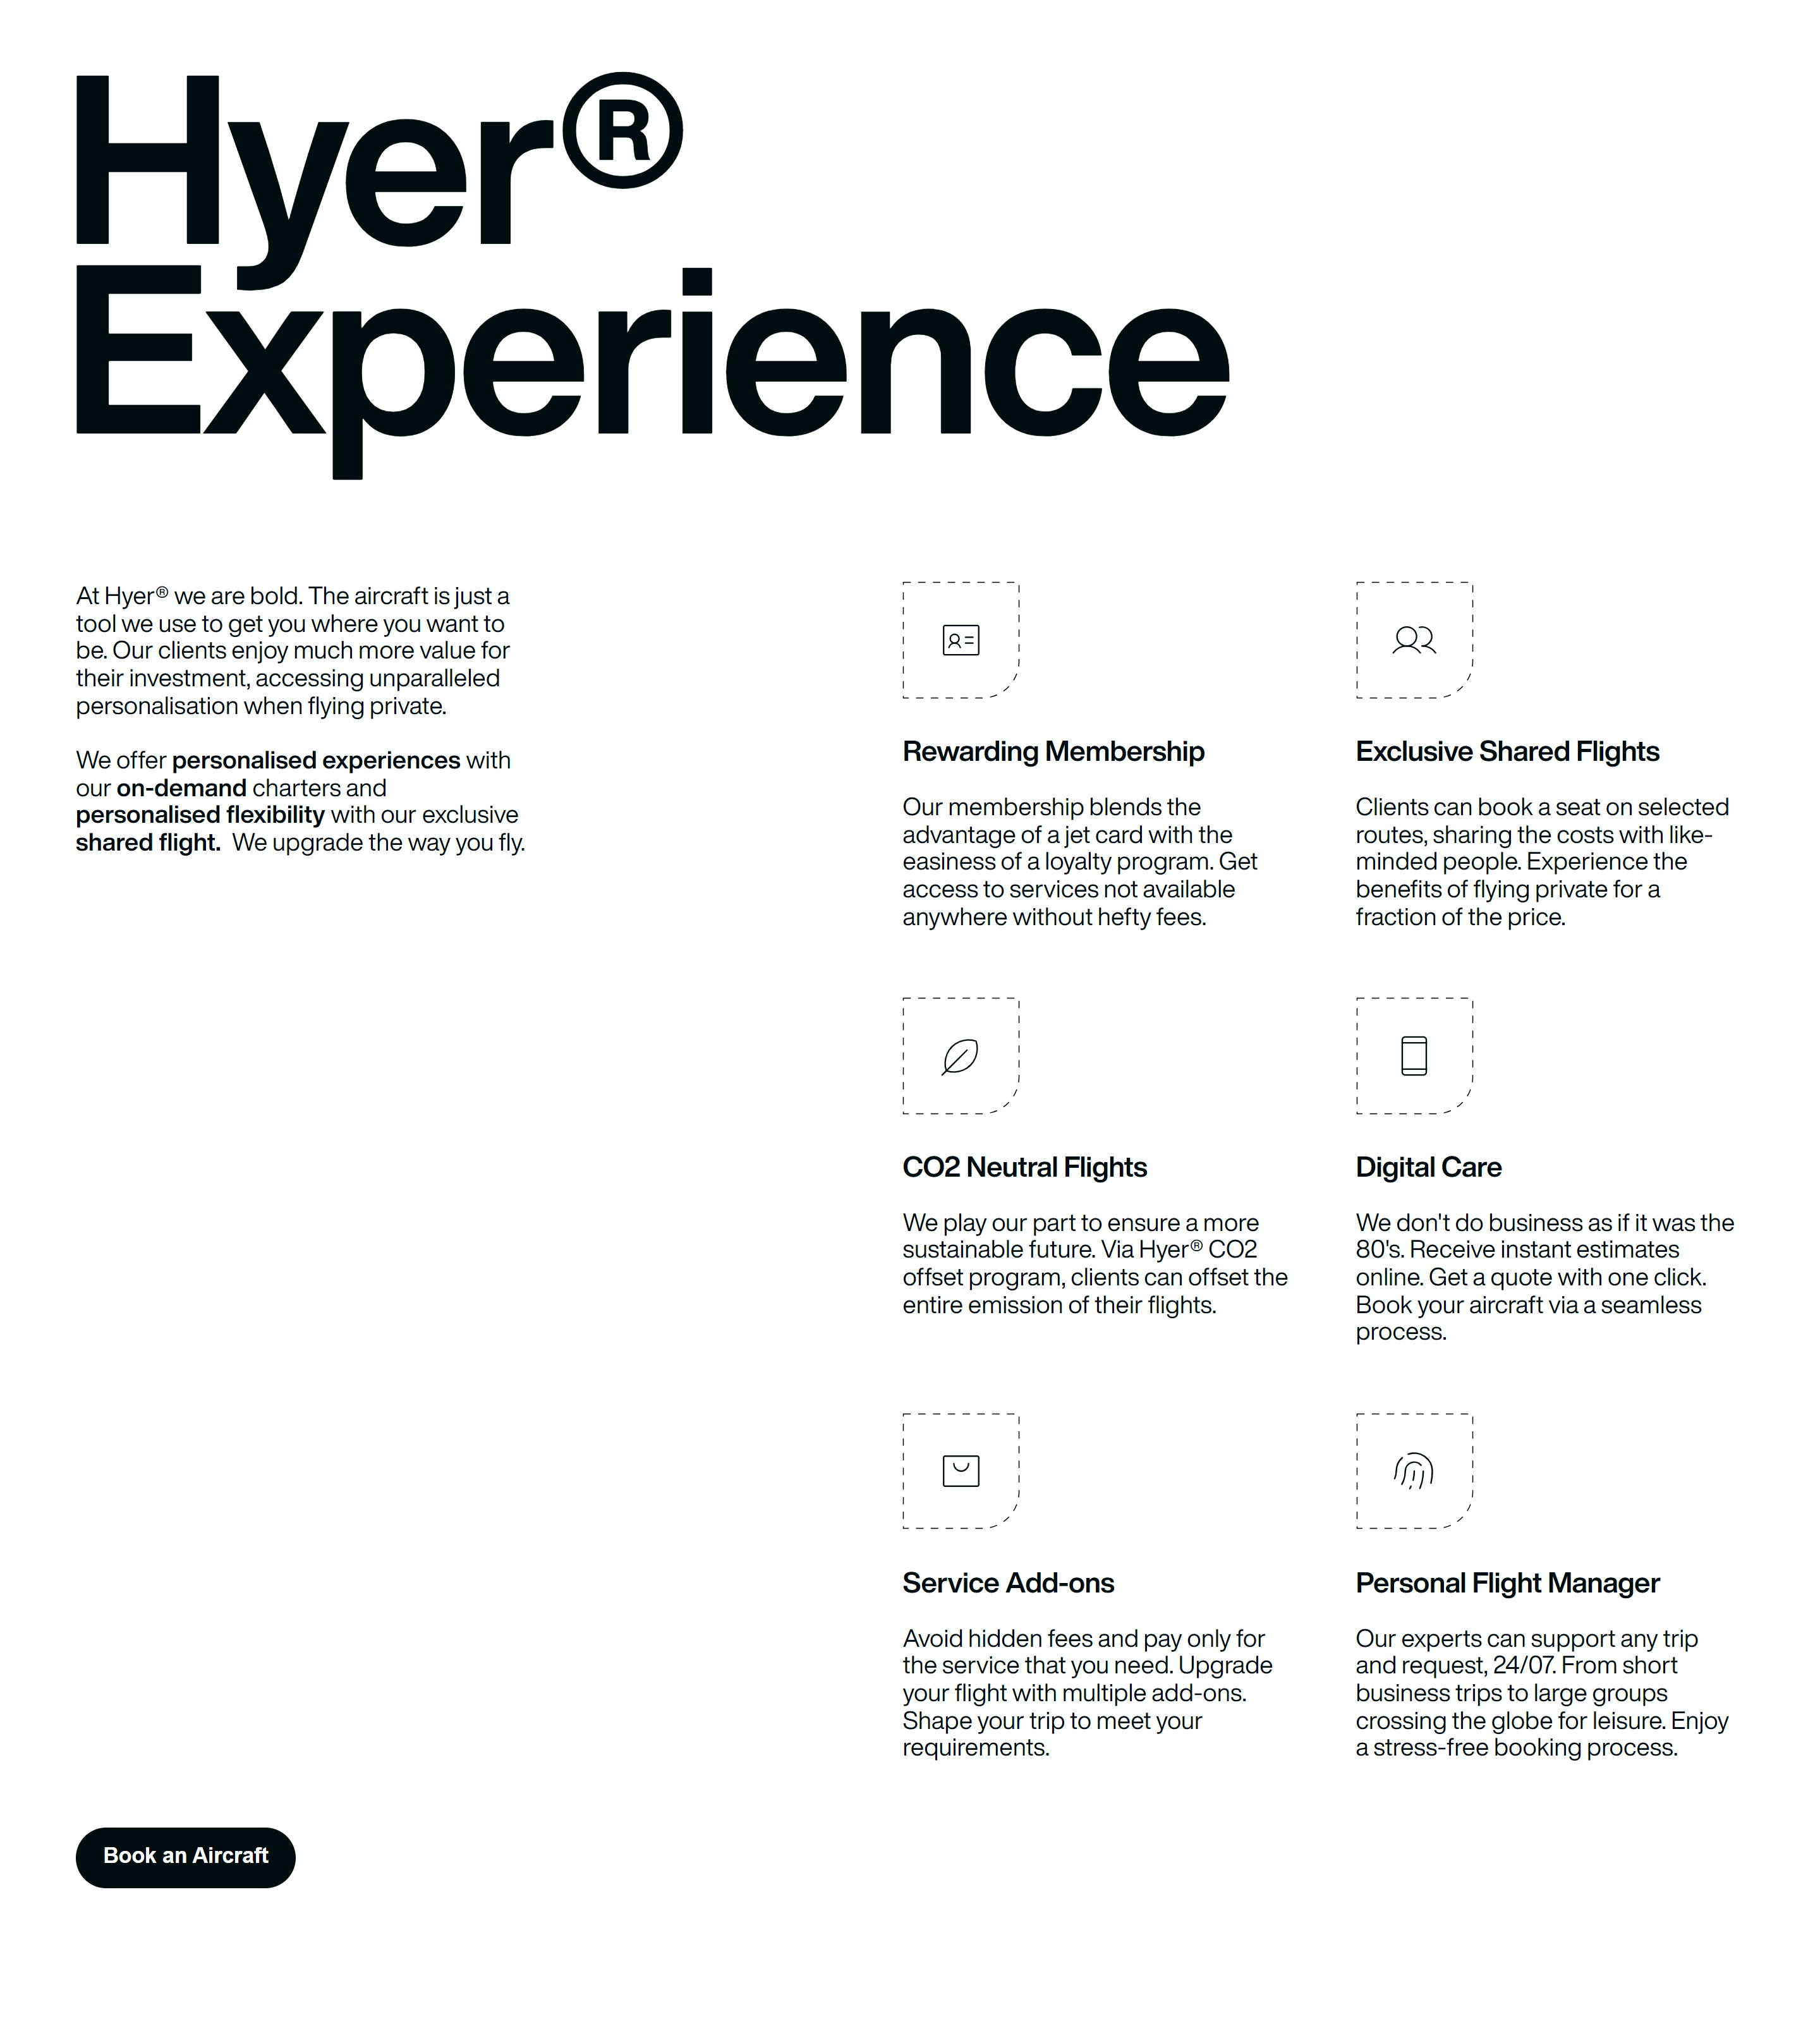 Hyer®
Experience
At Hyer® we are bold. The aircraft is just a
tool we use to get you where you want to
be. Our clients enjoy much more value for
their investment, accessing unparalleled
personalisation when flying private.
We offer personalised experiences with
our on-demand charters and
personalised flexibility with our exclusive
shared flight.  We upgrade the way you fly.
Rewarding Membership
Our membership blends the
advantage of a jet card with the
easiness of a loyalty program. Get
access to services not available
anywhere without hefty fees.
Exclusive Shared Flights
Clients can book a seat on selected
routes, sharing the costs with like-
minded people. Experience the
benefits of flying private for a
fraction of the price.
CO2 Neutral Flights
We play our part to ensure a more
sustainable future. Via Hyer® CO2
offset program, clients can offset the
entire emission of their flights.
Digital Care
We don't do business as if it was the
80's. Receive instant estimates
online. Get a quote with one click.
Book your aircraft via a seamless
process.
Service Add-ons
Avoid hidden fees and pay only for
the service that you need. Upgrade
your flight with multiple add-ons.
Shape your trip to meet your
requirements.
Personal Flight Manager
Our experts can support any trip
and request, 24/07. From short
business trips to large groups
crossing the globe for leisure. Enjoy
a stress-free booking process.
Book an Aircraft